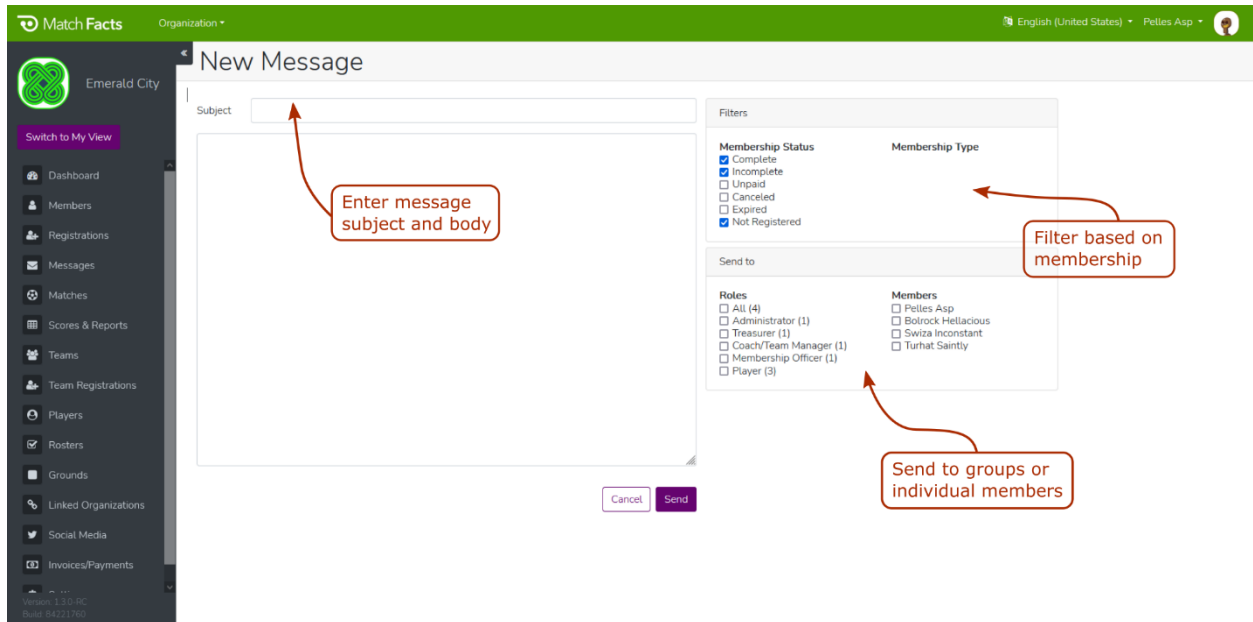 Match Facts
Organization
English (United States)
Pelles Asp
Emerald City
«
New Message
Switch to My View
Dashboard
Members
Registrations
Messages
Matches
Scores & Reports
Teams
Team Registrations
Players
Rosters
Grounds
Linked Organizations
Social Media
Invoices/Payments
Version: 1.3.0-RC
Build: 84221760
Subject
Enter message
subject and body
Cancel
Send
Filters
Membership Status
Complete
Incomplete
Unpaid
Canceled
Expired
Not Registered
Membership Type
Filter based on
membership
Send to
Roles
All (4)
Administrator (1)
Treasurer (1)
Coach/Team Manager (1)
Membership Officer (1)
Player (3)
Members
Pelles Asp
Bolrock Hellacious
Swiza Inconstant
Turhat Saintly
Send to groups or
individual members